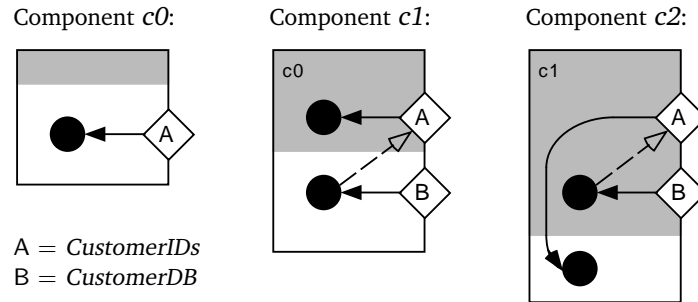 Component c0:
Component c1:
Component c2:
c0
c1
A
A
A
B
B
A = CustomerIDs
B = CustomerDB